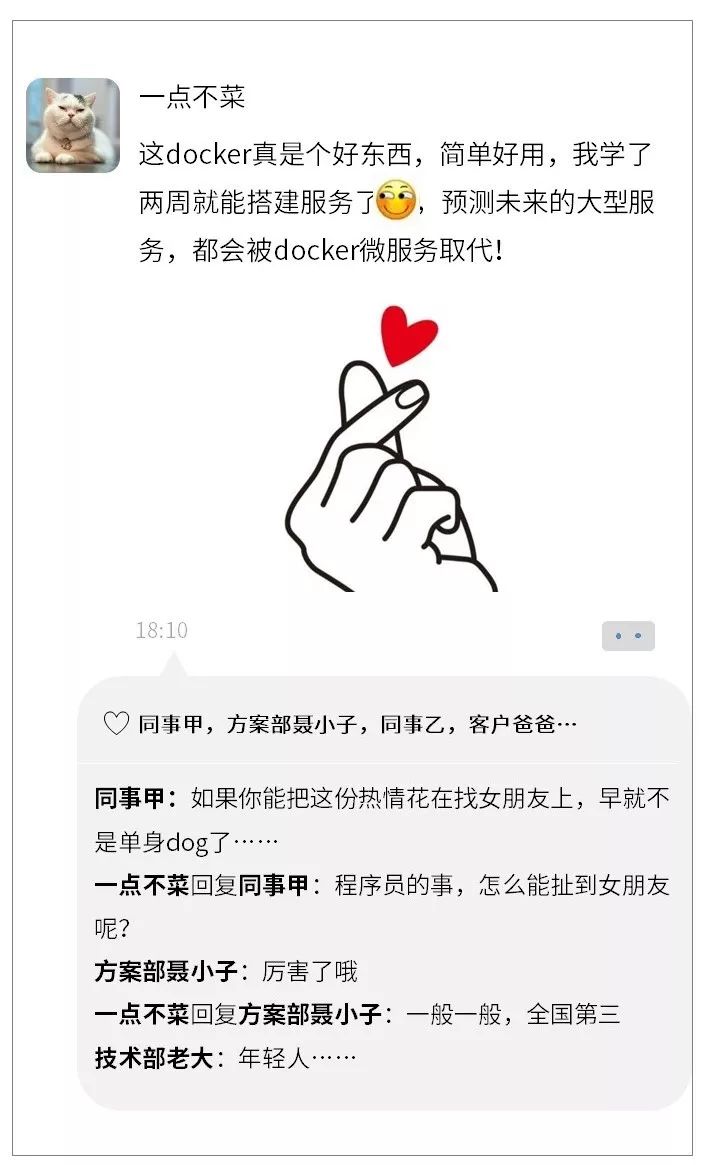 一点不菜
这docker真是个好东西，简单好用，我学了
两周就能搭建服务了，预测未来的大型服
务，都会被docker微服务取代！
18:10
同事甲，方案部聂小子，同事乙，客户爸爸…
同事甲：如果你能把这份热情花在找女朋友上，早就不
是单身dog了……
一点不菜回复同事甲：程序员的事，怎么能扯到女朋友
呢？
方案部聂小子：厉害了哦
一点不菜回复方案部聂小子：一般一般，全国第三
技术部老大：年轻人……